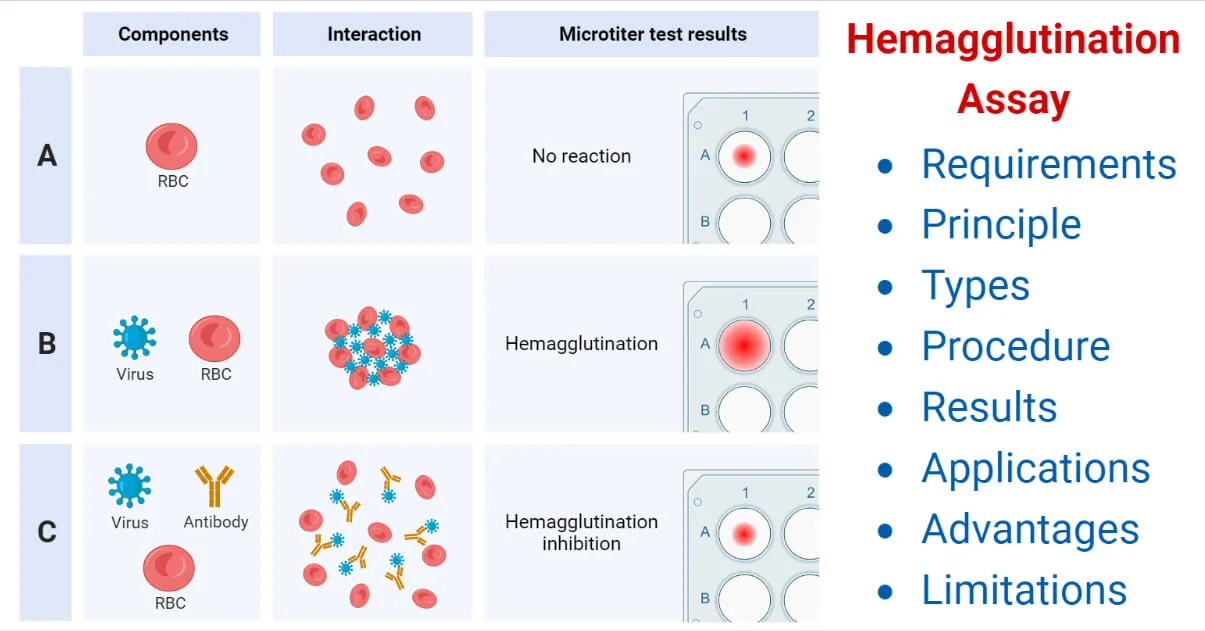 Components
Interaction
Microtiter test results
A
RBC
No reaction
1 2
A
B
B
Virus
RBC
Hemagglutination
1 2
A
B
C
Virus
Antibody
RBC
Hemagglutination
inhibition
1 2
A
B
Hemagglutination
Assay
• Requirements
• Principle
• Types
• Procedure
• Results
• Applications
• Advantages
• Limitations